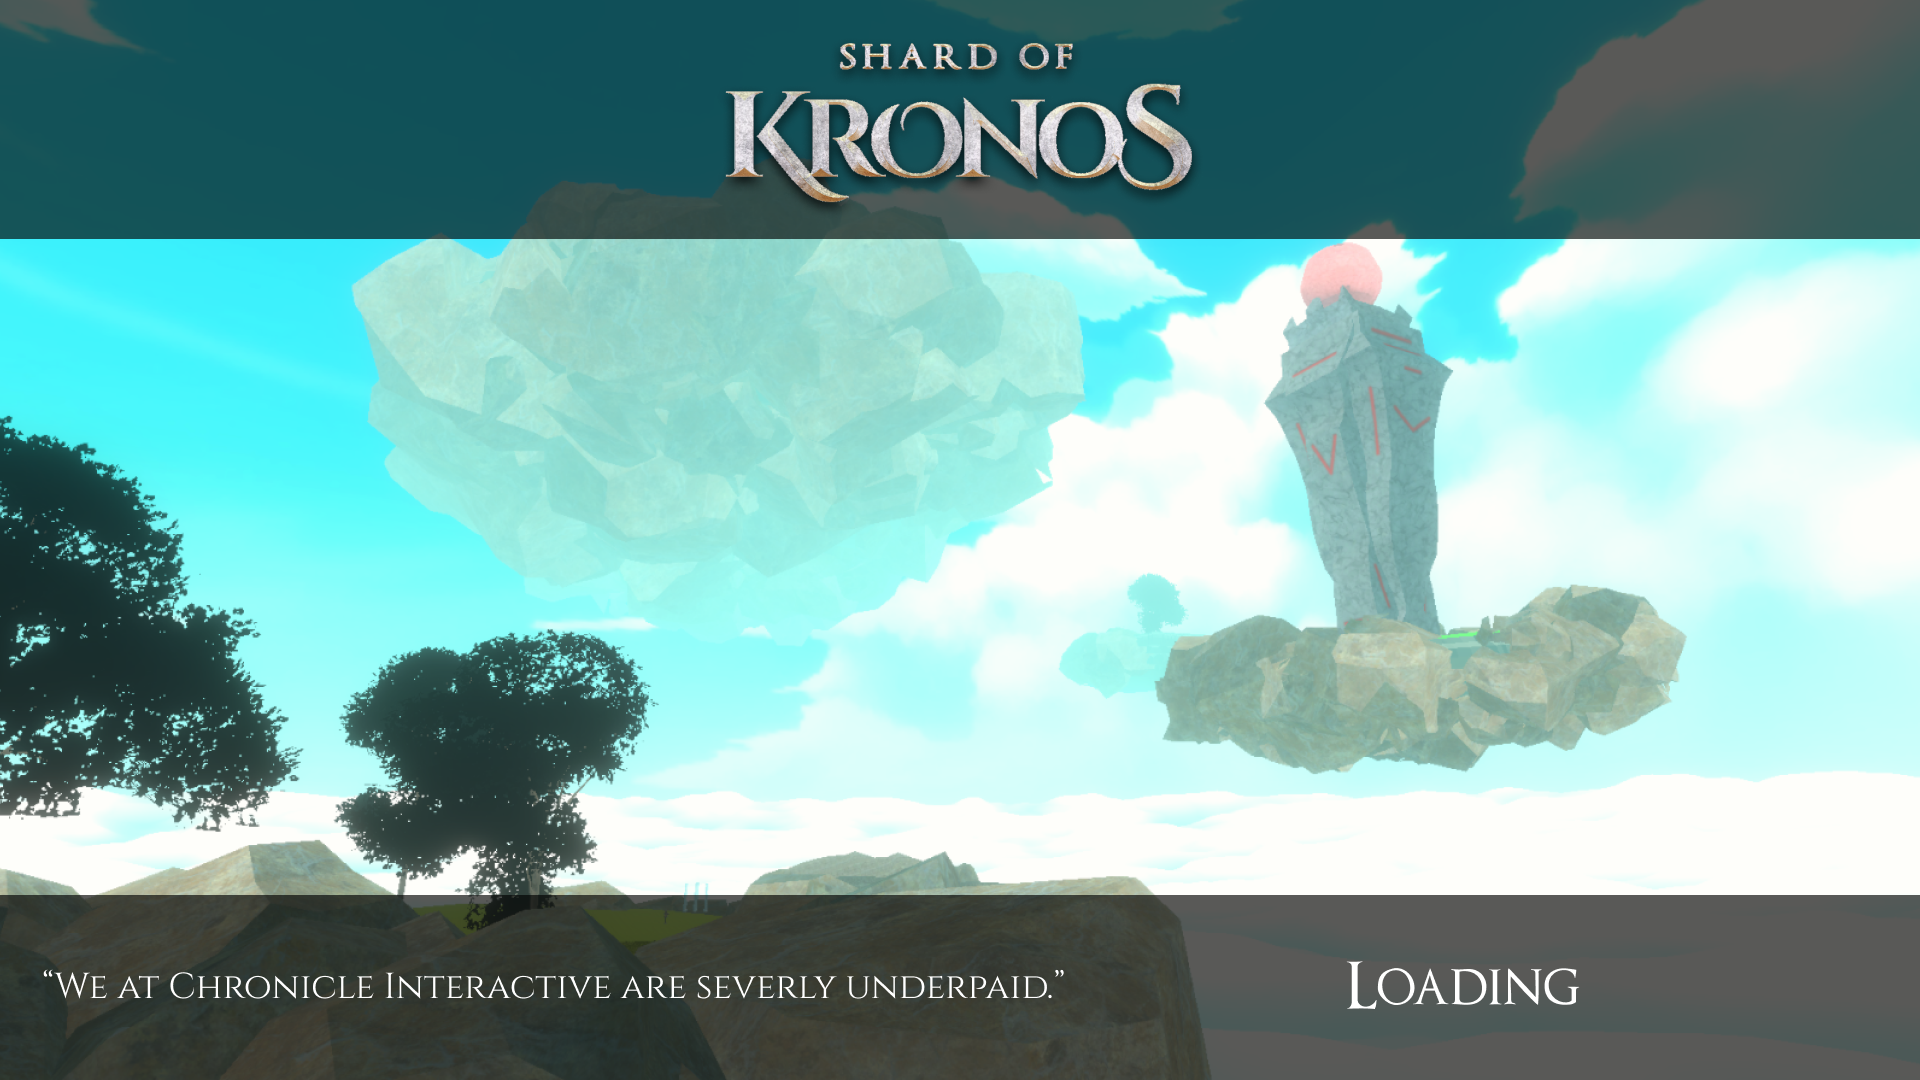 SHARD OF
KRONOS
“WE AT CHRONICLE INTERACTIVE ARE SEVERLY UNDERPAID.”
LOADING